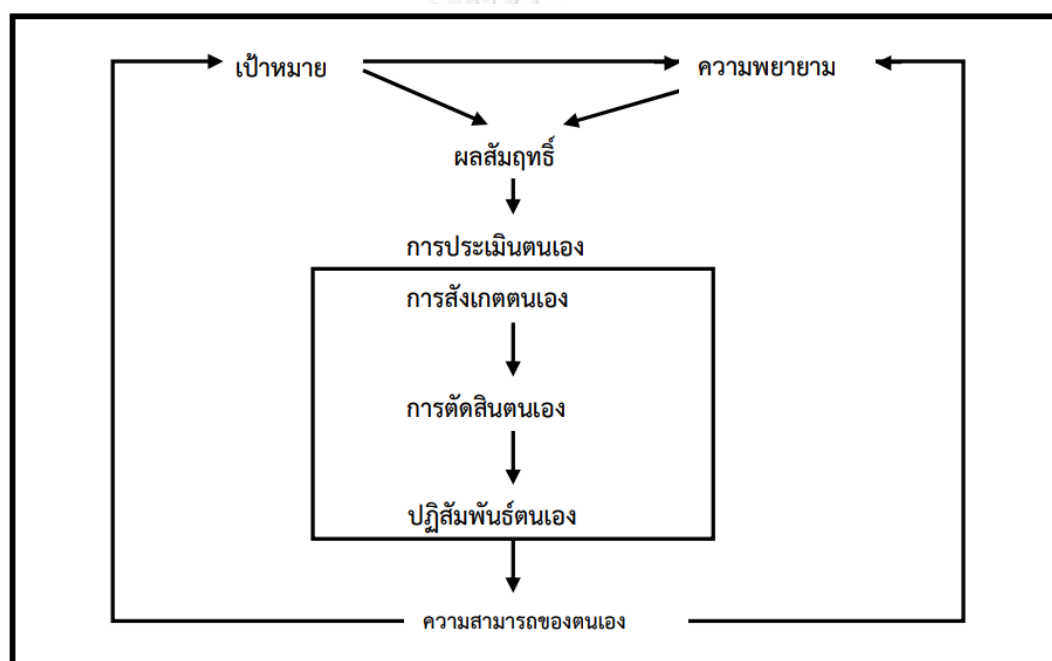 เป้าหมาย
ความพยายาม
ผลสัมฤทธิ์
การประเมินตนเอง
การสังเกตตนเอง
การตัดสินตนเอง
ปฏิสัมพันธ์ตนเอง
ความสามารถของตนเอง